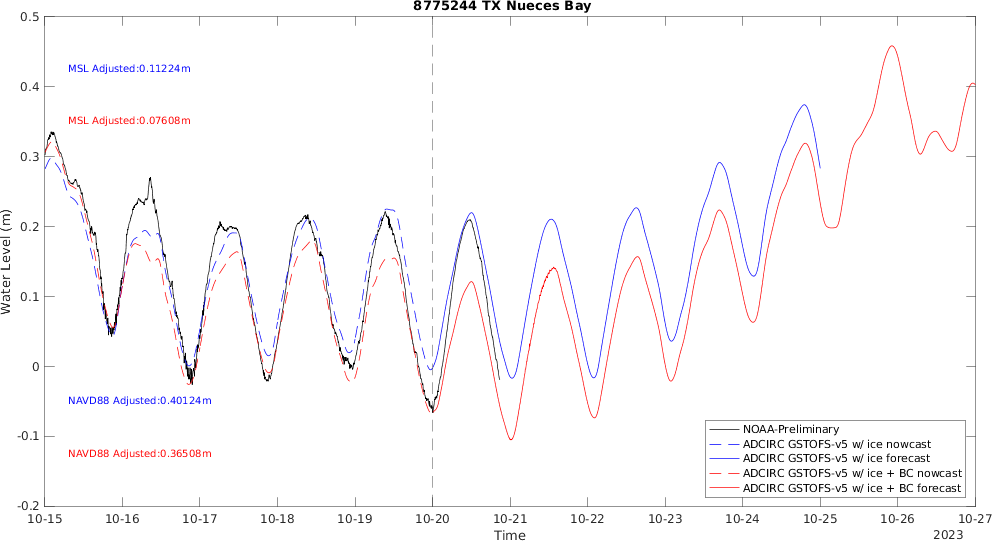 8775244 TX Nueces Bay
0.5
0.4
0.3
0.2
0.1
0
-0.1
-0.2
Water Level (m)
MSL Adjusted:0.11224m
MSL Adjusted:0.07608m
NAVD88 Adjusted:0.40124m
NAVD88 Adjusted:0.36508m
NOAA-Preliminary
ADCIRC GSTOFS-v5 w/ ice nowcast
ADCIRC GSTOFS-v5 w/ ice forecast
ADCIRC GSTOFS-v5 w/ ice + BC nowcast
ADCIRC GSTOFS-v5 w/ ice + BC forecast
10-15 10-16 10-17 10-18 10-19 10-20 10-21 10-22 10-23 10-24 10-25 10-26 10-27
Time
2023